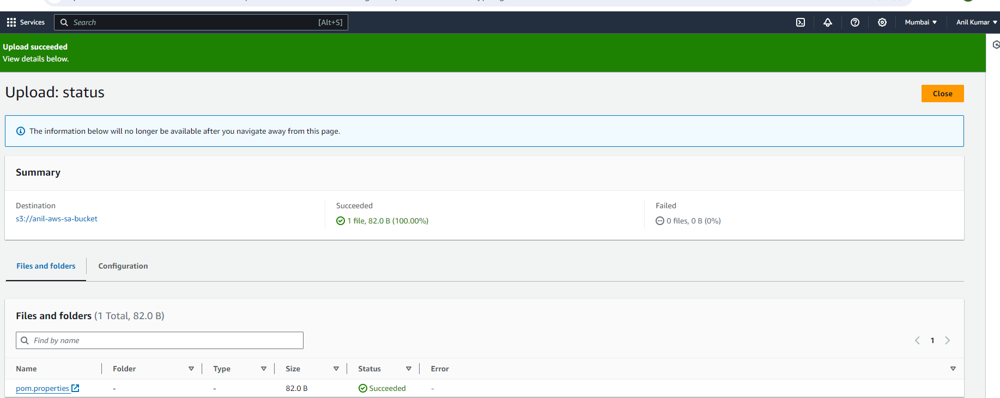 Services Search [Alt+S] Mumbai Anil Kumar
Upload succeeded
View details below.
Upload: status
Close
The information below will no longer be available after you navigate away from this page.
Summary
Destination Succeeded Failed
s3://anil-aws-sa-bucket 1 file, 82.0 B (100.00%) 0 files, 0 B (0%)
Files and folders Configuration
Files and folders (1 Total, 82.0 B)
Find by name 1
Name Folder Type Size Status Error
pom.properties - - 82.0 B Succeeded -